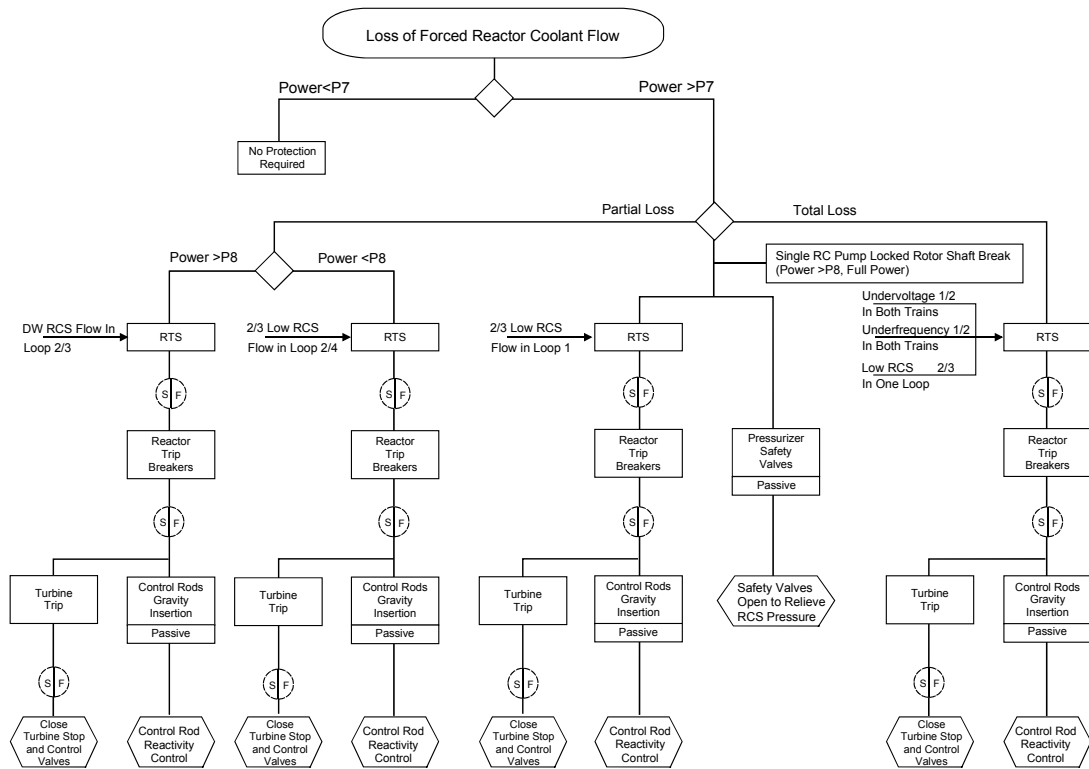 Loss of Forced Reactor Coolant Flow
Power<P7
Power >P7
No Protection
Required
Partial Loss
Total Loss
Power >P8
Power <P8
Single RC Pump Locked Rotor Shaft Break
(Power >P8, Full Power)
DW RCS Flow In
Loop 2/3
RTS
2/3 Low RCS
Flow in Loop 2/4
RTS
2/3 Low RCS
Flow in Loop 1
RTS
Undervoltage 1/2
In Both Trains
Underfrequency 1/2
In Both Trains
Low RCS 2/3
In One Loop
RTS
S F
S F
S F
S F
Reactor
Trip
Breakers
Reactor
Trip
Breakers
Reactor
Trip
Breakers
Pressurizer
Safety
Valves
Passive
Reactor
Trip
Breakers
S F
S F
S F
S F
Turbine
Trip
Control Rods
Gravity
Insertion
Passive
Turbine
Trip
Control Rods
Gravity
Insertion
Passive
Turbine
Trip
Control Rods
Gravity
Insertion
Passive
Safety Valves
Open to Relieve
RCS Pressure
Turbine
Trip
Control Rods
Gravity
Insertion
Passive
S F
S F
S F
S F
Close
Turbine Stop
and Control
Valves
Control Rod
Reactivity
Control
Close
Turbine Stop
and Control
Valves
Control Rod
Reactivity
Control
Close
Turbine Stop
and Control
Valves
Control Rod
Reactivity
Control
Close
Turbine Stop
and Control
Valves
Control Rod
Reactivity
Control